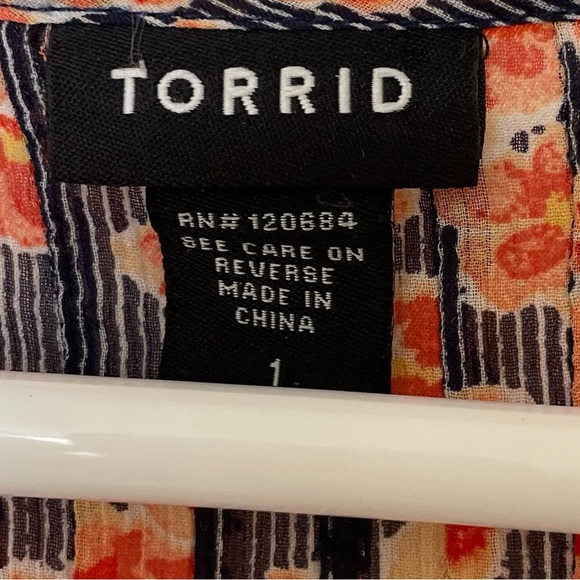 TORRID
RN# 120684
SEE CARE ON
REVERSE
MADE IN
CHINA
1